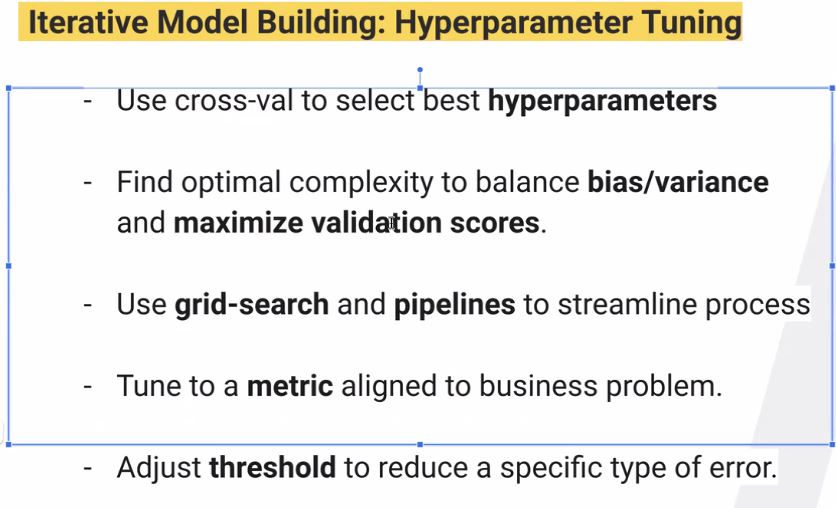 Iterative Model Building: Hyperparameter Tuning
- Use cross-val to select best hyperparameters
- Find optimal complexity to balance bias/variance
and maximize validation scores.
- Use grid-search and pipelines to streamline process
- Tune to a metric aligned to business problem.
- Adjust threshold to reduce a specific type of error.